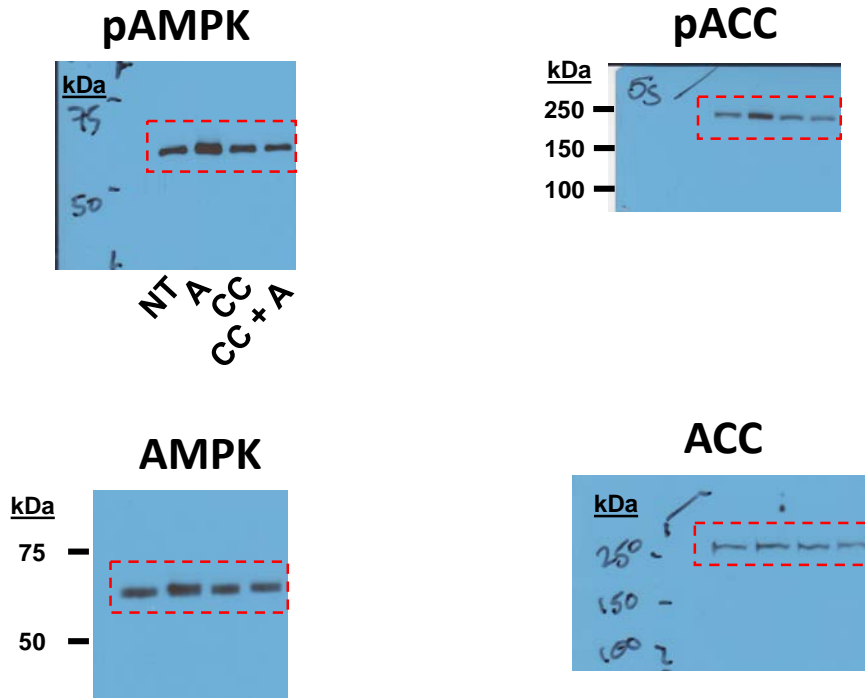 pAMPK
kDa
75
50
NT
A
CC
CC + A
pACC
kDa
5s
250
150
100
AMPK
kDa
75
50
ACC
kDa
250
150
100